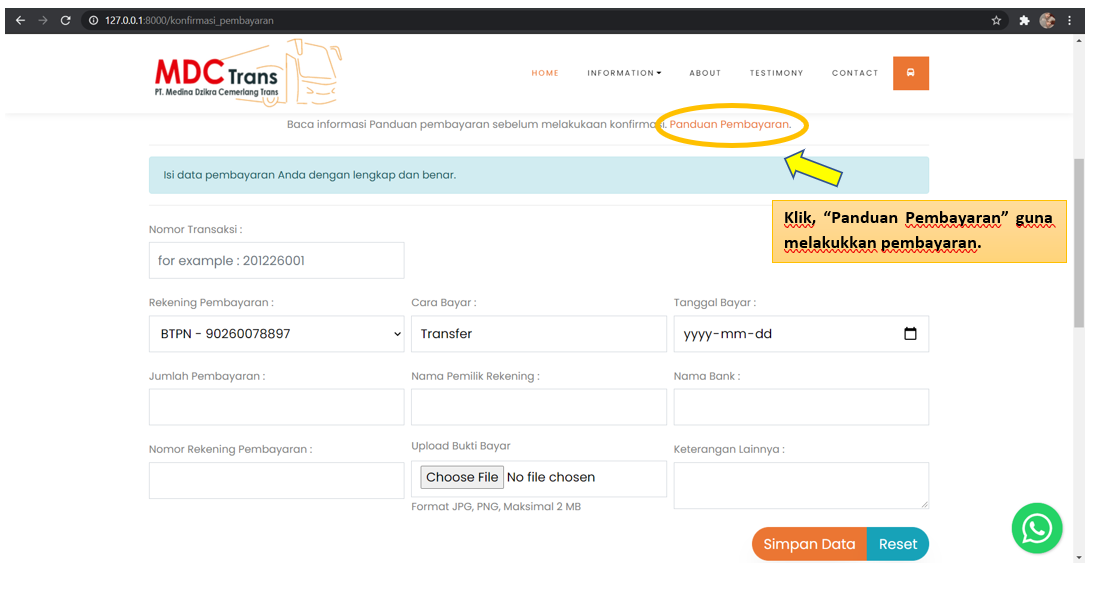 127.0.0.1:8000/konfirmasi_pembayaran
MDC Trans
PT. Medina Dzikra Cemerlang Trans
HOME INFORMATION ABOUT TESTIMONY CONTACT
Baca informasi Panduan pembayaran sebelum melakukaan konfirmasi. Panduan Pembayaran.
Isi data pembayaran Anda dengan lengkap dan benar.
Klik, “Panduan Pembayaran” guna
melakukkan pembayaran.
Nomor Transaksi :
for example : 201226001
Rekening Pembayaran : Cara Bayar : Tanggal Bayar :
BTPN - 90260078897 Transfer yyyy-mm-dd
Jumlah Pembayaran : Nama Pemilik Rekening : Nama Bank :
Nomor Rekening Pembayaran : Upload Bukti Bayar Keterangan Lainnya :
Choose File No file chosen
Format JPG, PNG, Maksimal 2 MB
Simpan Data Reset